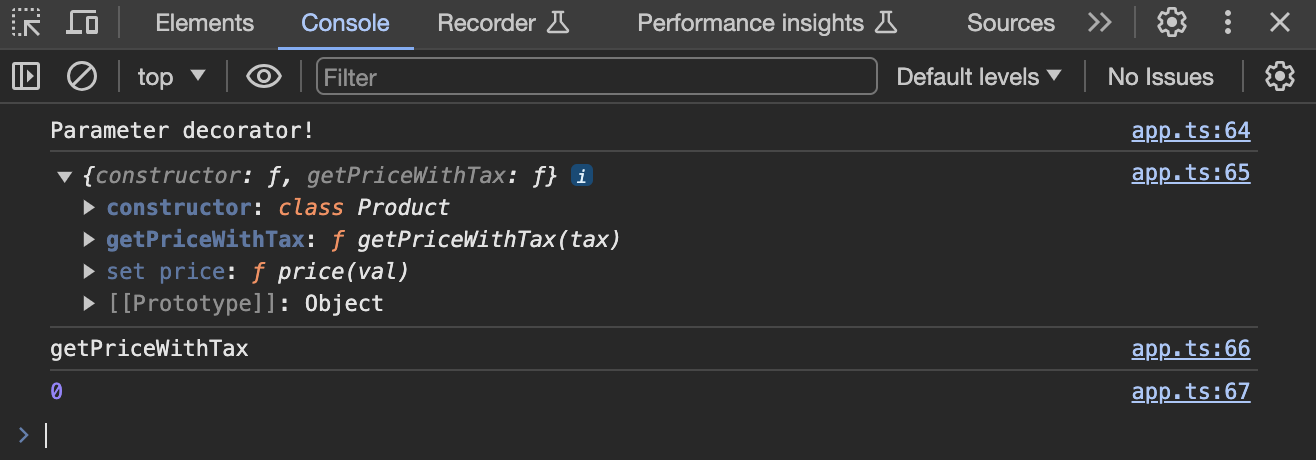 Elements Console Recorder Performance insights Sources
top Filter Default levels No Issues
Parameter decorator! app.ts:64
{constructor: ƒ, getPriceWithTax: ƒ} i app.ts:65
constructor: class Product
getPriceWithTax: ƒ getPriceWithTax(tax)
set price: ƒ price(val)
[[Prototype]]: Object
getPriceWithTax app.ts:66
0 app.ts:67